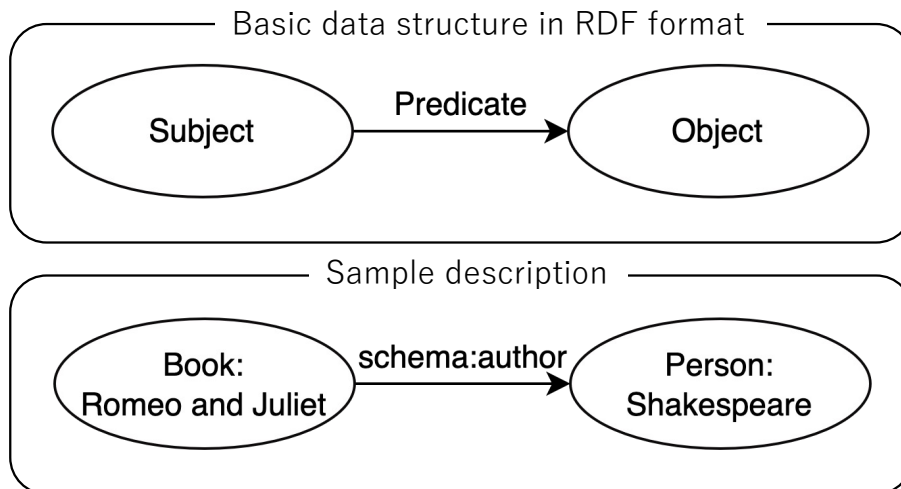 Basic data structure in RDF format
Subject
Predicate
Object
Sample description
Book:
Romeo and Juliet
schema:author
Person:
Shakespeare